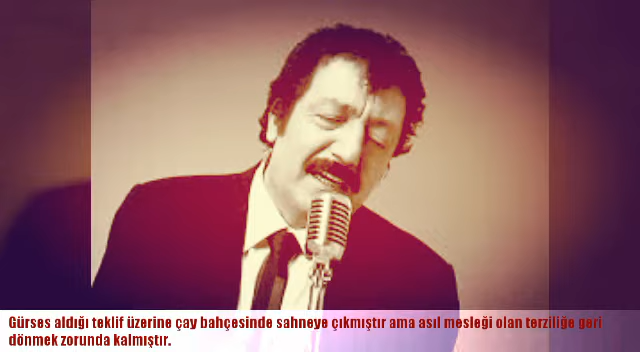 Gürses aldığı teklif üzerine çay bahçesinde sahneye çıkmıştır ama asıl mesleği olan terziliğe geri
dönmek zorunda kalmıştır.